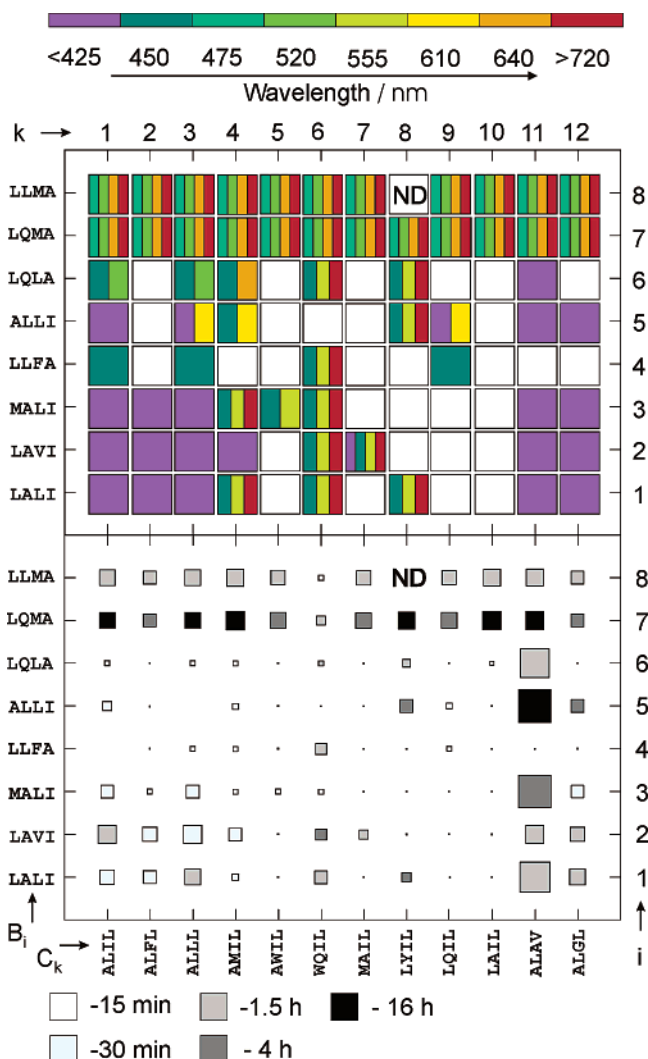 <425 450 475 520 555 610 640 >720
Wavelength / nm
k 1 2 3 4 5 6 7 8 9 10 11 12
LLMA ND 8
LQMA 7
LQLA 6
ALLI 5
LLFA 4
MALI 3
LAVI 2
LALI 1
LLMA ND 8
LQMA 7
LQLA 6
ALLI 5
LLFA 4
MALI 3
LAVI 2
LALI 1
Bi
Ck ALIL ALFL ALLL AMIL AWIL WQIL MAIL LYIL LQIL LAIL ALAV ALGL i
-15 min -1.5 h - 16 h
-30 min - 4 h